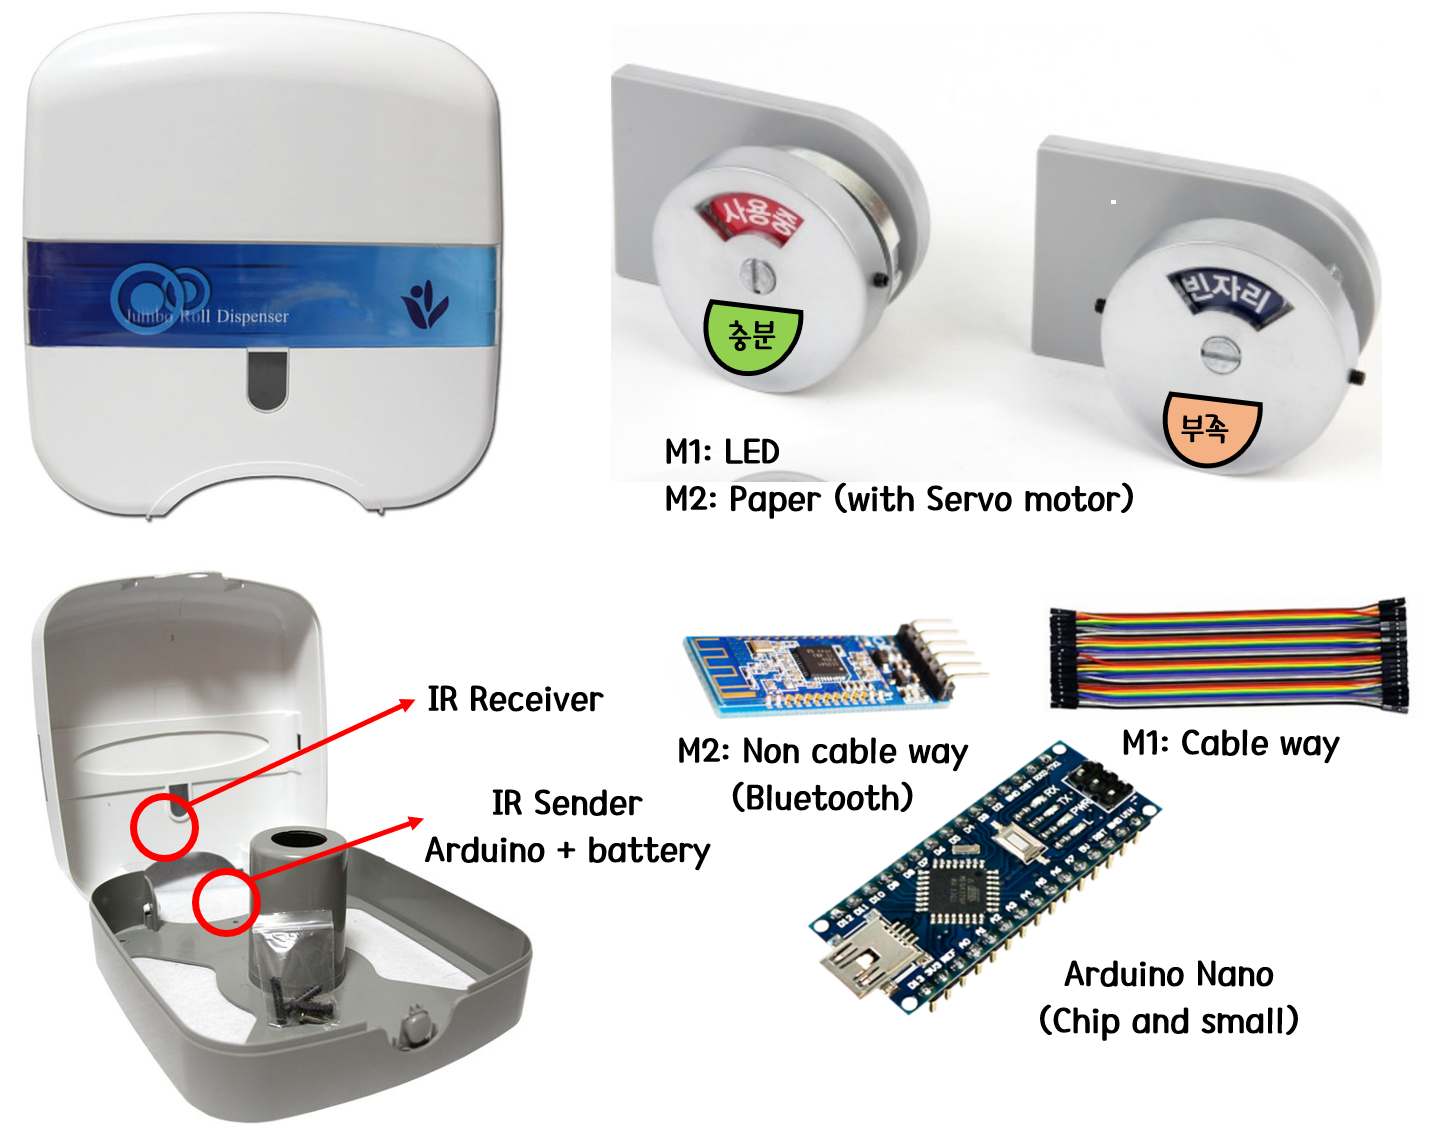 Jumbo Roll Dispenser
사용중
충분
빈자리
부족
M1: LED
M2: Paper (with Servo motor)
IR Receiver
IR Sender
Arduino + battery
M2: Non cable way
(Bluetooth)
M1: Cable way
Arduino Nano
(Chip and small)